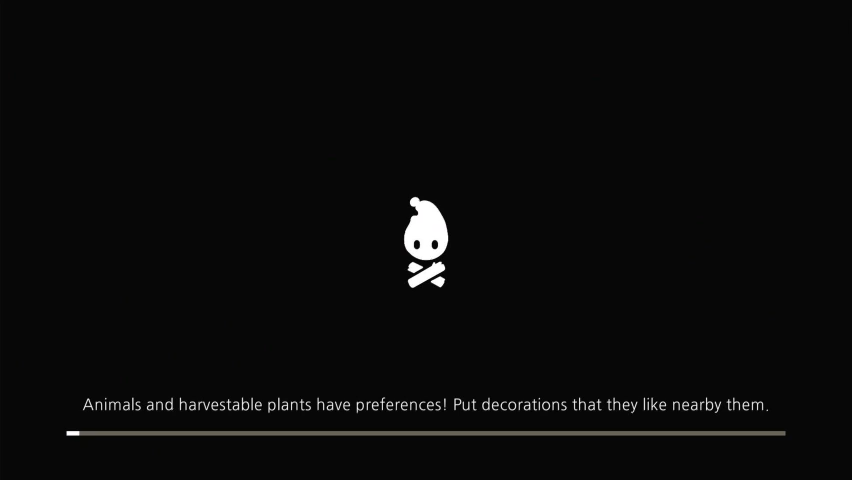 Animals and harvestable plants have preferences! Put decorations that they like nearby them.